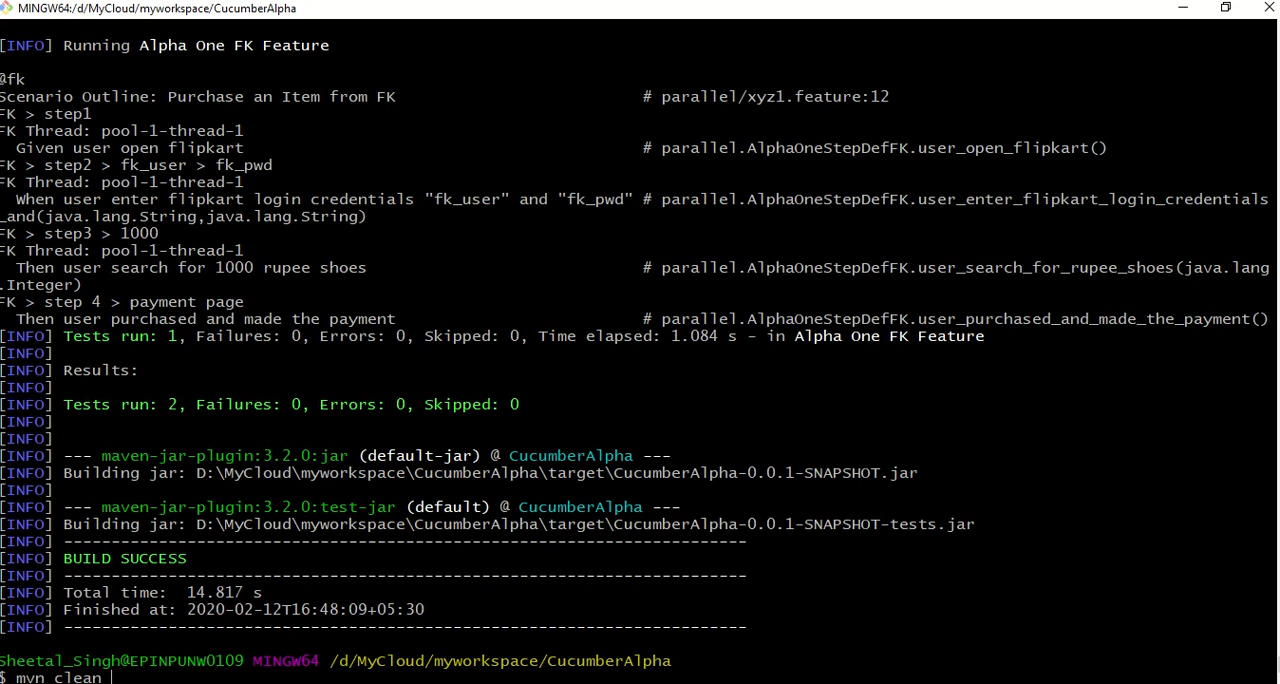 MINGW64:/d/MyCloud/myworkspace/CucumberAlpha
[INFO] Running Alpha One FK Feature
@fk
Scenario Outline: Purchase an Item from FK # parallel/xyz1.feature:12
FK > step1
FK Thread: pool-1-thread-1
Given user open flipkart # parallel.AlphaOneStepDefFK.user_open_flipkart()
FK > step2 > fk_user > fk_pwd
FK Thread: pool-1-thread-1
When user enter flipkart login credentials "fk_user" and "fk_pwd" # parallel.AlphaOneStepDefFK.user_enter_flipkart_login_credentials
_and(java.lang.String,java.lang.String)
FK > step3 > 1000
FK Thread: pool-1-thread-1
Then user search for 1000 rupee shoes # parallel.AlphaOneStepDefFK.user_search_for_rupee_shoes(java.lang
.Integer)
FK > step 4 > payment page
Then user purchased and made the payment # parallel.AlphaOneStepDefFK.user_purchased_and_made_the_payment()
[INFO] Tests run: 1, Failures: 0, Errors: 0, Skipped: 0, Time elapsed: 1.084 s - in Alpha One FK Feature
[INFO]
[INFO] Results:
[INFO]
[INFO] Tests run: 2, Failures: 0, Errors: 0, Skipped: 0
[INFO]
[INFO]
[INFO] --- maven-jar-plugin:3.2.0:jar (default-jar) @ CucumberAlpha ---
[INFO] Building jar: D:\MyCloud\myworkspace\CucumberAlpha\target\CucumberAlpha-0.0.1-SNAPSHOT.jar
[INFO]
[INFO] --- maven-jar-plugin:3.2.0:test-jar (default) @ CucumberAlpha ---
[INFO] Building jar: D:\MyCloud\myworkspace\CucumberAlpha\target\CucumberAlpha-0.0.1-SNAPSHOT-tests.jar
[INFO] ------------------------------------------------------------------------
[INFO] BUILD SUCCESS
[INFO] ------------------------------------------------------------------------
[INFO] Total time:  14.817 s
[INFO] Finished at: 2020-02-12T16:48:09+05:30
[INFO] ------------------------------------------------------------------------
Sheetal_Singh@EPINPUNW0109 MINGW64 /d/MyCloud/myworkspace/CucumberAlpha
$ mvn clean